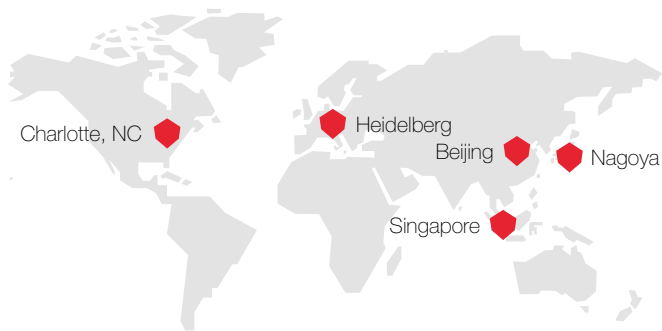 Charlotte, NC
Heidelberg
Beijing
Nagoya
Singapore